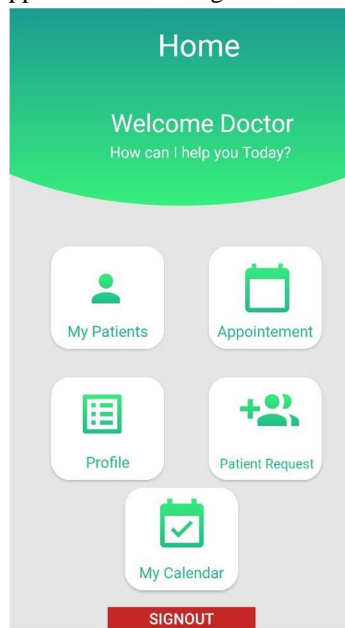 Home
Welcome Doctor
How can I help you Today?
My Patients
Appointement
Profile
Patient Request
My Calendar
SIGNOUT